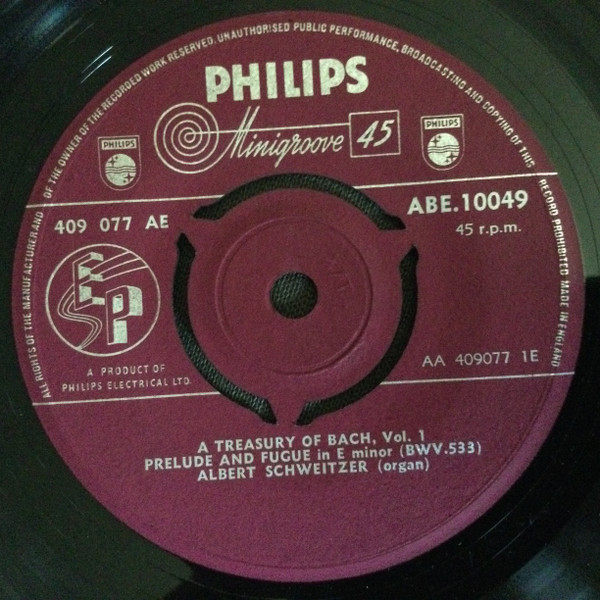 ALL RIGHTS OF THE MANUFACTURER AND OF THE OWNER OF THE RECORDED WORK RESERVED. UNAUTHORISED PUBLIC PERFORMANCE, BROADCASTING AND COPYING OF THIS RECORD PROHIBITED MADE IN ENGLAND
PHILIPS
Minigroove 45
PHILIPS
PHILIPS
409 077 AE
ABE.10049
45 r.p.m.
EP
A PRODUCT OF
PHILIPS ELECTRICAL LTD.
AA 409077 1E
A TREASURY OF BACH, Vol. 1
PRELUDE AND FUGUE in E minor (BWV.533)
ALBERT SCHWEITZER (organ)